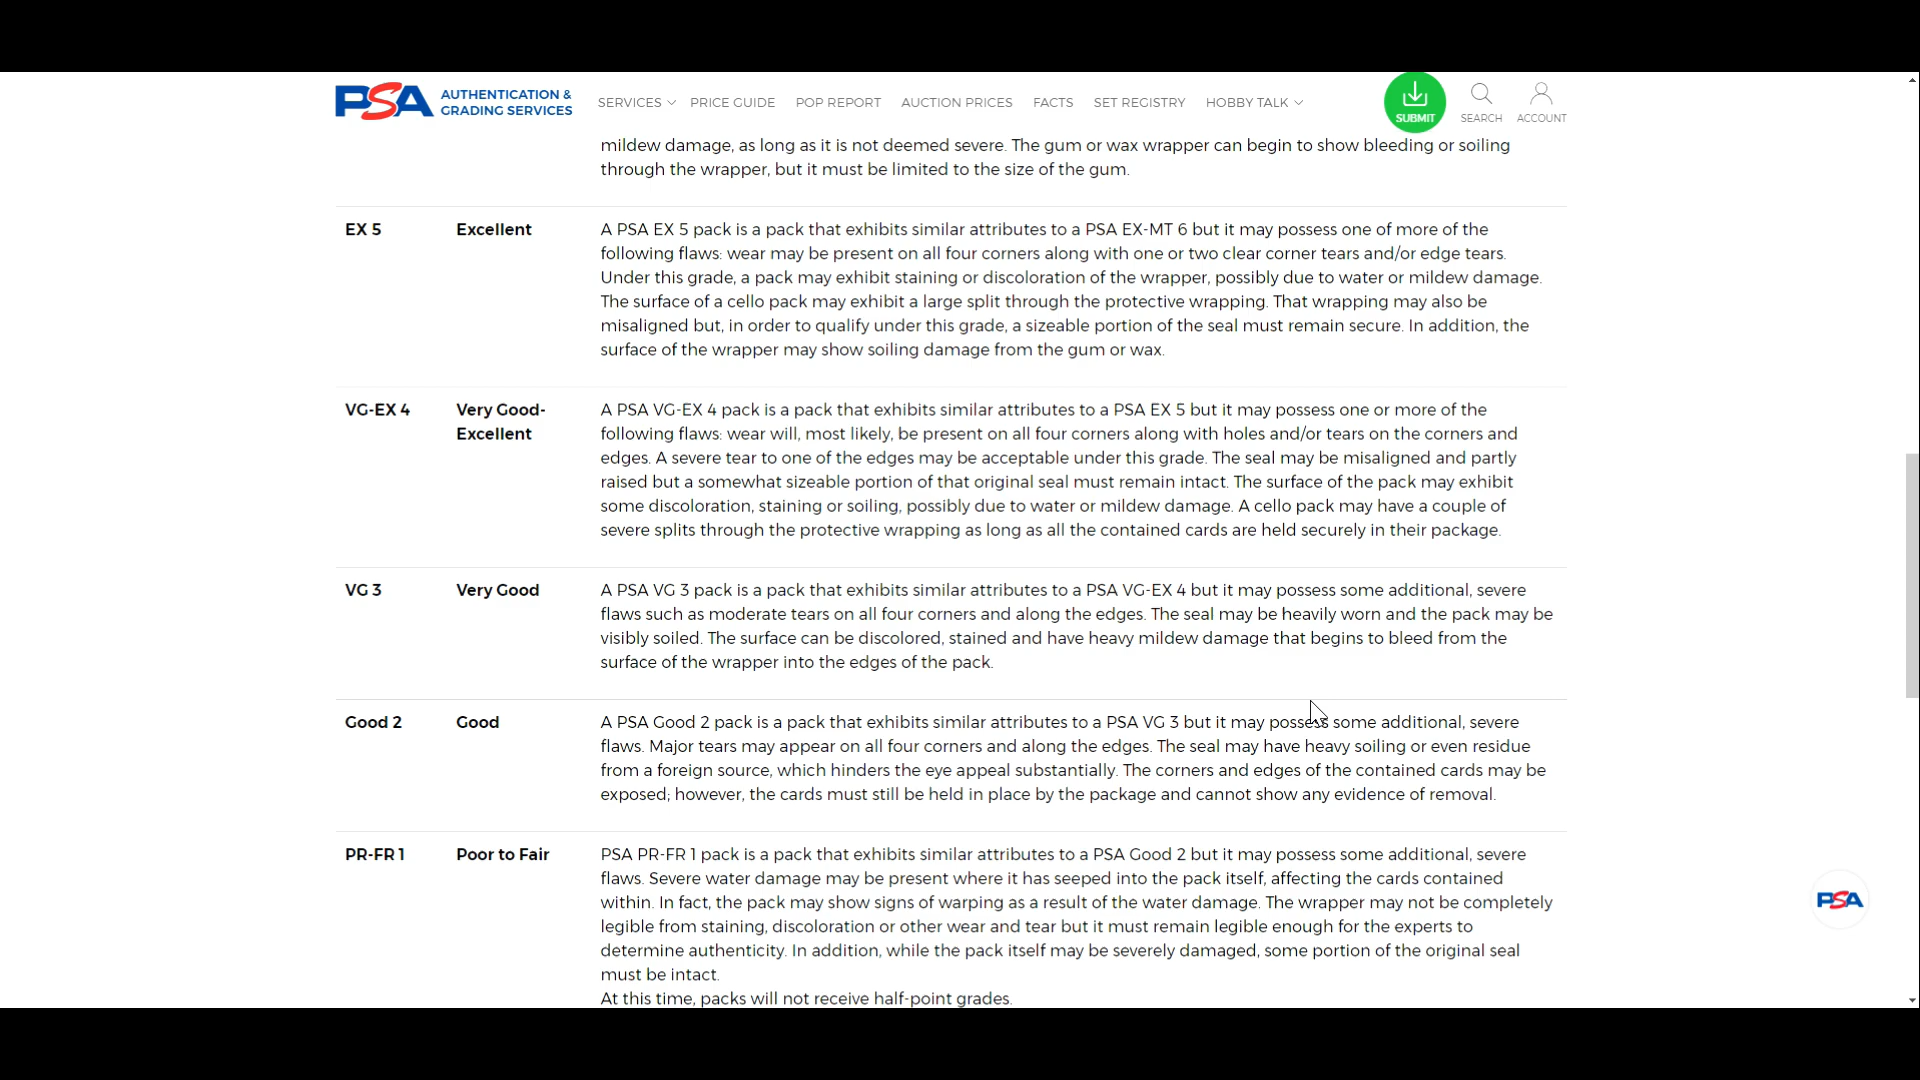 PSA AUTHENTICATION &
GRADING SERVICES
SERVICES PRICE GUIDE POP REPORT AUCTION PRICES FACTS SET REGISTRY HOBBY TALK
SUBMIT SEARCH ACCOUNT
mildew damage, as long as it is not deemed severe. The gum or wax wrapper can begin to show bleeding or soiling
through the wrapper, but it must be limited to the size of the gum.
EX 5 Excellent A PSA EX 5 pack is a pack that exhibits similar attributes to a PSA EX-MT 6 but it may possess one of more of the
following flaws: wear may be present on all four corners along with one or two clear corner tears and/or edge tears.
Under this grade, a pack may exhibit staining or discoloration of the wrapper, possibly due to water or mildew damage.
The surface of a cello pack may exhibit a large split through the protective wrapping. That wrapping may also be
misaligned but, in order to qualify under this grade, a sizeable portion of the seal must remain secure. In addition, the
surface of the wrapper may show soiling damage from the gum or wax.
VG-EX 4 Very Good- A PSA VG-EX 4 pack is a pack that exhibits similar attributes to a PSA EX 5 but it may possess one or more of the
Excellent following flaws: wear will, most likely, be present on all four corners along with holes and/or tears on the corners and
edges. A severe tear to one of the edges may be acceptable under this grade. The seal may be misaligned and partly
raised but a somewhat sizeable portion of that original seal must remain intact. The surface of the pack may exhibit
some discoloration, staining or soiling, possibly due to water or mildew damage. A cello pack may have a couple of
severe splits through the protective wrapping as long as all the contained cards are held securely in their package.
VG 3 Very Good A PSA VG 3 pack is a pack that exhibits similar attributes to a PSA VG-EX 4 but it may possess some additional, severe
flaws such as moderate tears on all four corners and along the edges. The seal may be heavily worn and the pack may be
visibly soiled. The surface can be discolored, stained and have heavy mildew damage that begins to bleed from the
surface of the wrapper into the edges of the pack.
Good 2 Good A PSA Good 2 pack is a pack that exhibits similar attributes to a PSA VG 3 but it may possess some additional, severe
flaws. Major tears may appear on all four corners and along the edges. The seal may have heavy soiling or even residue
from a foreign source, which hinders the eye appeal substantially. The corners and edges of the contained cards may be
exposed; however, the cards must still be held in place by the package and cannot show any evidence of removal.
PR-FR 1 Poor to Fair PSA PR-FR 1 pack is a pack that exhibits similar attributes to a PSA Good 2 but it may possess some additional, severe
flaws. Severe water damage may be present where it has seeped into the pack itself, affecting the cards contained
within. In fact, the pack may show signs of warping as a result of the water damage. The wrapper may not be completely
legible from staining, discoloration or other wear and tear but it must remain legible enough for the experts to
determine authenticity. In addition, while the pack itself may be severely damaged, some portion of the original seal
must be intact.
At this time, packs will not receive half-point grades.
PSA